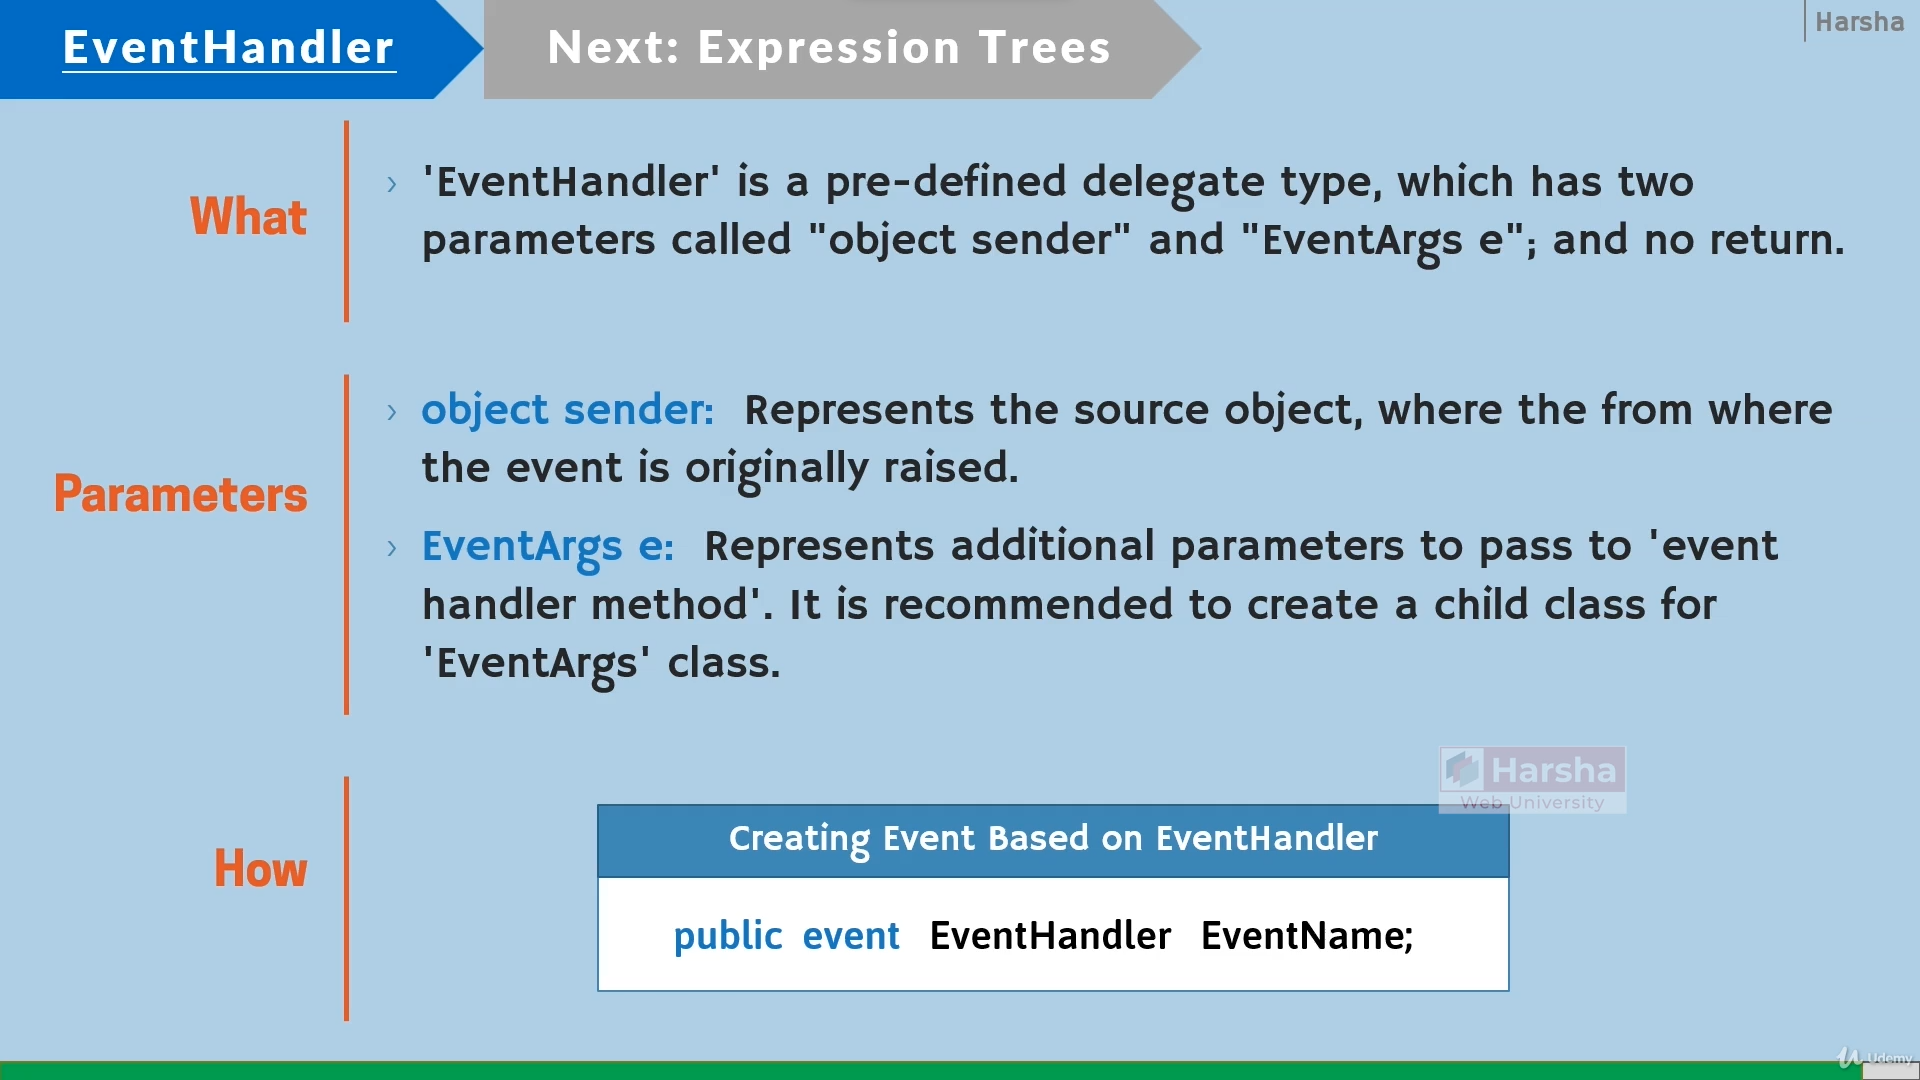 EventHandler
Next: Expression Trees
Harsha
What
› 'EventHandler' is a pre-defined delegate type, which has two
parameters called "object sender" and "EventArgs e"; and no return.
Parameters
› object sender: Represents the source object, where the from where
the event is originally raised.
› EventArgs e: Represents additional parameters to pass to 'event
handler method'. It is recommended to create a child class for
'EventArgs' class.
How
Harsha
Web University
Creating Event Based on EventHandler
public event EventHandler EventName;
Udemy